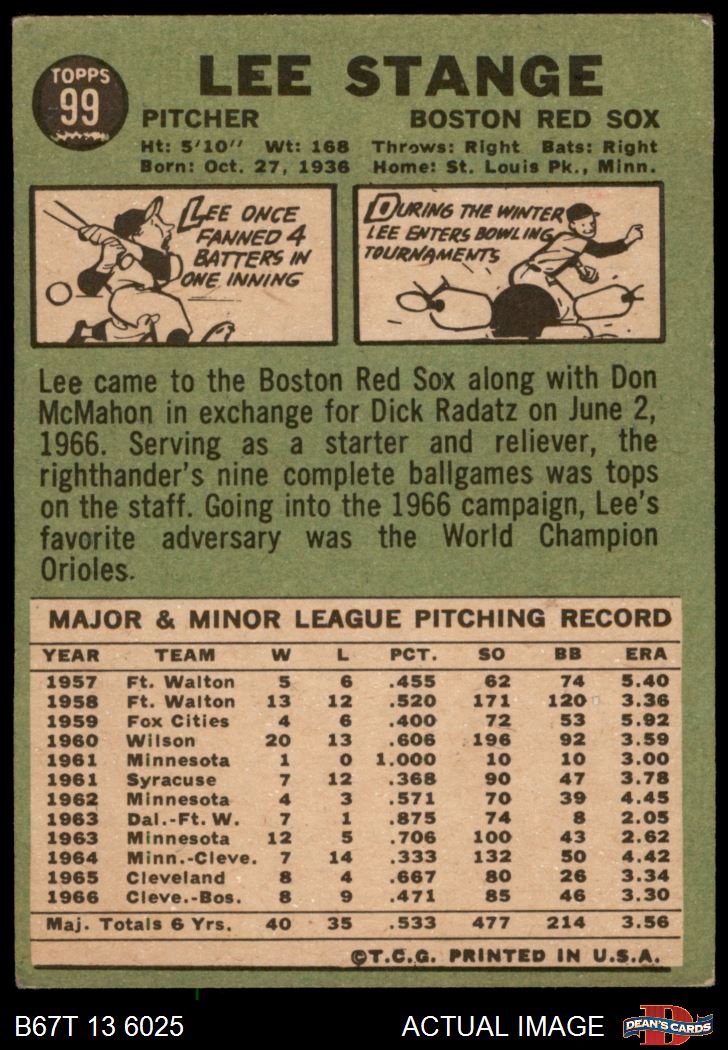 TOPPS
99
LEE STANGE
PITCHER BOSTON RED SOX
Ht: 5'10" Wt: 168 Throws: Right Bats: Right
Born: Oct. 27, 1936 Home: St. Louis Pk., Minn.
LEE ONCE
FANNED 4
BATTERS IN
ONE INNING
DURING THE WINTER
LEE ENTERS BOWLING
TOURNAMENTS
Lee came to the Boston Red Sox along with Don
McMahon in exchange for Dick Radatz on June 2,
1966. Serving as a starter and reliever, the
righthander's nine complete ballgames was tops
on the staff. Going into the 1966 campaign, Lee's
favorite adversary was the World Champion
Orioles.
MAJOR & MINOR LEAGUE PITCHING RECORD
YEAR TEAM W L PCT. SO BB ERA
1957 Ft. Walton 5 6 .455 62 74 5.40
1958 Ft. Walton 13 12 .520 171 120 3.36
1959 Fox Cities 4 6 .400 72 53 5.92
1960 Wilson 20 13 .606 196 92 3.59
1961 Minnesota 1 0 1.000 10 10 3.00
1961 Syracuse 7 12 .368 90 47 3.78
1962 Minnesota 4 3 .571 70 39 4.45
1963 Dal.-Ft. W. 7 1 .875 74 8 2.05
1963 Minnesota 12 5 .706 100 43 2.62
1964 Minn.-Cleve. 7 14 .333 132 50 4.42
1965 Cleveland 8 4 .667 80 26 3.34
1966 Cleve.-Bos. 8 9 .471 85 46 3.30
Maj. Totals 6 Yrs. 40 35 .533 477 214 3.56
©T.C.G. PRINTED IN U.S.A.
B67T 13 6025 ACTUAL IMAGE
D
DEAN'S CARDS